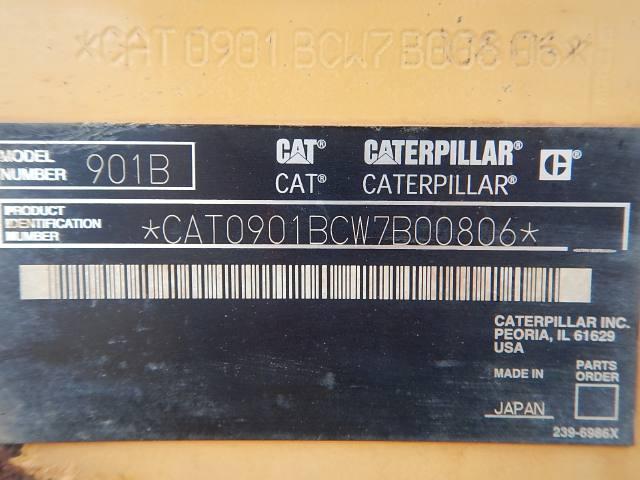 *CAT0901BCW7B00806*
MODEL NUMBER 901B
CAT® CATERPILLAR® C®
CAT® CATERPILLAR®
PRODUCT IDENTIFICATION NUMBER *CAT0901BCW7B00806*
CATERPILLAR INC.
PEORIA, IL 61629
USA
MADE IN
PARTS ORDER
JAPAN
239-6986X